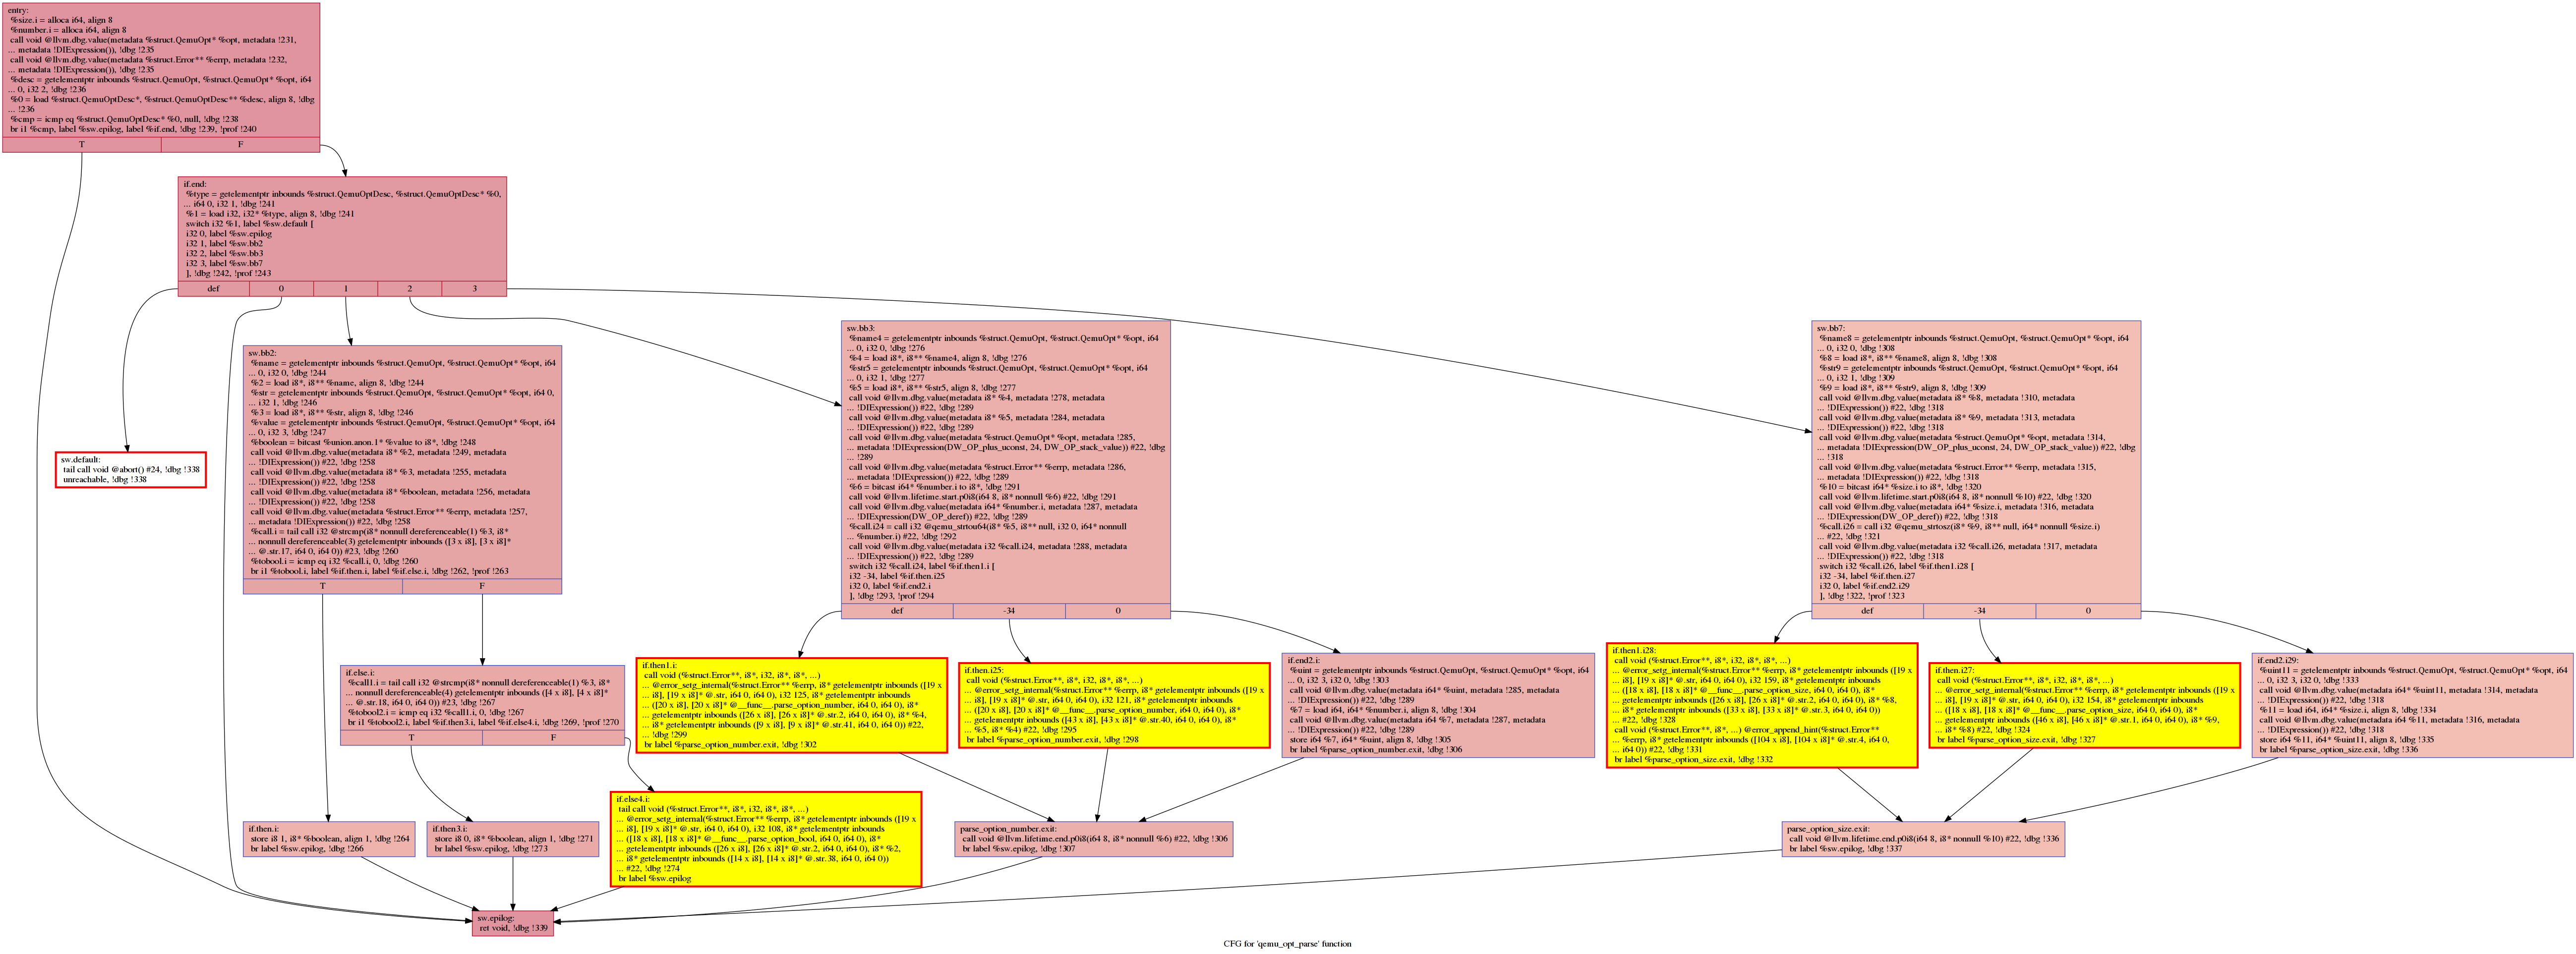 entry:
%size.i = alloca i64, align 8
%number.i = alloca i64, align 8
call void @llvm.dbg.value(metadata %struct.QemuOpt* %opt, metadata !231,
... metadata !DIExpression()), !dbg !235
call void @llvm.dbg.value(metadata %struct.Error** %errp, metadata !232,
... metadata !DIExpression()), !dbg !235
%desc = getelementptr inbounds %struct.QemuOpt, %struct.QemuOpt* %opt, i64
... 0, i32 2, !dbg !236
%0 = load %struct.QemuOptDesc*, %struct.QemuOptDesc** %desc, align 8, !dbg
... !236
%cmp = icmp eq %struct.QemuOptDesc* %0, null, !dbg !238
br i1 %cmp, label %sw.epilog, label %if.end, !dbg !239, !prof !240
T
F
if.end:
%type = getelementptr inbounds %struct.QemuOptDesc, %struct.QemuOptDesc* %0,
... i64 0, i32 1, !dbg !241
%1 = load i32, i32* %type, align 8, !dbg !241
switch i32 %1, label %sw.default [
i32 0, label %sw.epilog
i32 1, label %sw.bb2
i32 2, label %sw.bb3
i32 3, label %sw.bb7
], !dbg !242, !prof !243
def
0
1
2
3
sw.default:
tail call void @abort() #24, !dbg !338
unreachable, !dbg !338
sw.bb2:
%name = getelementptr inbounds %struct.QemuOpt, %struct.QemuOpt* %opt, i64
... 0, i32 0, !dbg !244
%2 = load i8*, i8** %name, align 8, !dbg !244
%str = getelementptr inbounds %struct.QemuOpt, %struct.QemuOpt* %opt, i64 0,
... i32 1, !dbg !246
%3 = load i8*, i8** %str, align 8, !dbg !246
%value = getelementptr inbounds %struct.QemuOpt, %struct.QemuOpt* %opt, i64
... 0, i32 3, !dbg !247
%boolean = bitcast %union.anon.1* %value to i8*, !dbg !248
call void @llvm.dbg.value(metadata i8* %2, metadata !249, metadata
... !DIExpression()) #22, !dbg !258
call void @llvm.dbg.value(metadata i8* %3, metadata !255, metadata
... !DIExpression()) #22, !dbg !258
call void @llvm.dbg.value(metadata i8* %boolean, metadata !256, metadata
... !DIExpression()) #22, !dbg !258
call void @llvm.dbg.value(metadata %struct.Error** %errp, metadata !257,
... metadata !DIExpression()) #22, !dbg !258
%call.i = tail call i32 @strcmp(i8* nonnull dereferenceable(1) %3, i8*
... nonnull dereferenceable(3) getelementptr inbounds ([3 x i8], [3 x i8]*
... @.str.17, i64 0, i64 0)) #23, !dbg !260
%tobool.i = icmp eq i32 %call.i, 0, !dbg !260
br i1 %tobool.i, label %if.then.i, label %if.else.i, !dbg !262, !prof !263
T
F
sw.bb3:
%name4 = getelementptr inbounds %struct.QemuOpt, %struct.QemuOpt* %opt, i64
... 0, i32 0, !dbg !276
%4 = load i8*, i8** %name4, align 8, !dbg !276
%str5 = getelementptr inbounds %struct.QemuOpt, %struct.QemuOpt* %opt, i64
... 0, i32 1, !dbg !277
%5 = load i8*, i8** %str5, align 8, !dbg !277
call void @llvm.dbg.value(metadata i8* %4, metadata !278, metadata
... !DIExpression()) #22, !dbg !289
call void @llvm.dbg.value(metadata i8* %5, metadata !284, metadata
... !DIExpression()) #22, !dbg !289
call void @llvm.dbg.value(metadata %struct.QemuOpt* %opt, metadata !285,
... metadata !DIExpression(DW_OP_plus_uconst, 24, DW_OP_stack_value)) #22, !dbg
... !289
call void @llvm.dbg.value(metadata %struct.Error** %errp, metadata !286,
... metadata !DIExpression()) #22, !dbg !289
%6 = bitcast i64* %number.i to i8*, !dbg !291
call void @llvm.lifetime.start.p0i8(i64 8, i8* nonnull %6) #22, !dbg !291
call void @llvm.dbg.value(metadata i64* %number.i, metadata !287, metadata
... !DIExpression(DW_OP_deref)) #22, !dbg !289
%call.i24 = call i32 @qemu_strtou64(i8* %5, i8** null, i32 0, i64* nonnull
... %number.i) #22, !dbg !292
call void @llvm.dbg.value(metadata i32 %call.i24, metadata !288, metadata
... !DIExpression()) #22, !dbg !289
switch i32 %call.i24, label %if.then1.i [
i32 -34, label %if.then.i25
i32 0, label %if.end2.i
], !dbg !293, !prof !294
def
-34
0
sw.bb7:
%name8 = getelementptr inbounds %struct.QemuOpt, %struct.QemuOpt* %opt, i64
... 0, i32 0, !dbg !308
%8 = load i8*, i8** %name8, align 8, !dbg !308
%str9 = getelementptr inbounds %struct.QemuOpt, %struct.QemuOpt* %opt, i64
... 0, i32 1, !dbg !309
%9 = load i8*, i8** %str9, align 8, !dbg !309
call void @llvm.dbg.value(metadata i8* %8, metadata !310, metadata
... !DIExpression()) #22, !dbg !318
call void @llvm.dbg.value(metadata i8* %9, metadata !313, metadata
... !DIExpression()) #22, !dbg !318
call void @llvm.dbg.value(metadata %struct.QemuOpt* %opt, metadata !314,
... metadata !DIExpression(DW_OP_plus_uconst, 24, DW_OP_stack_value)) #22, !dbg
... !318
call void @llvm.dbg.value(metadata %struct.Error** %errp, metadata !315,
... metadata !DIExpression()) #22, !dbg !318
%10 = bitcast i64* %size.i to i8*, !dbg !320
call void @llvm.lifetime.start.p0i8(i64 8, i8* nonnull %10) #22, !dbg !320
call void @llvm.dbg.value(metadata i64* %size.i, metadata !316, metadata
... !DIExpression(DW_OP_deref)) #22, !dbg !318
%call.i26 = call i32 @qemu_strtosz(i8* %9, i8** null, i64* nonnull %size.i)
... #22, !dbg !321
call void @llvm.dbg.value(metadata i32 %call.i26, metadata !317, metadata
... !DIExpression()) #22, !dbg !318
switch i32 %call.i26, label %if.then1.i28 [
i32 -34, label %if.then.i27
i32 0, label %if.end2.i29
], !dbg !322, !prof !323
def
-34
0
if.else.i:
%call1.i = tail call i32 @strcmp(i8* nonnull dereferenceable(1) %3, i8*
... nonnull dereferenceable(4) getelementptr inbounds ([4 x i8], [4 x i8]*
... @.str.18, i64 0, i64 0)) #23, !dbg !267
%tobool2.i = icmp eq i32 %call1.i, 0, !dbg !267
br i1 %tobool2.i, label %if.then3.i, label %if.else4.i, !dbg !269, !prof !270
T
F
if.then1.i:
call void (%struct.Error**, i8*, i32, i8*, i8*, ...)
... @error_setg_internal(%struct.Error** %errp, i8* getelementptr inbounds ([19 x
... i8], [19 x i8]* @.str, i64 0, i64 0), i32 125, i8* getelementptr inbounds
... ([20 x i8], [20 x i8]* @__func__.parse_option_number, i64 0, i64 0), i8*
... getelementptr inbounds ([26 x i8], [26 x i8]* @.str.2, i64 0, i64 0), i8* %4,
... i8* getelementptr inbounds ([9 x i8], [9 x i8]* @.str.41, i64 0, i64 0)) #22,
... !dbg !299
br label %parse_option_number.exit, !dbg !302
if.then.i25:
call void (%struct.Error**, i8*, i32, i8*, i8*, ...)
... @error_setg_internal(%struct.Error** %errp, i8* getelementptr inbounds ([19 x
... i8], [19 x i8]* @.str, i64 0, i64 0), i32 121, i8* getelementptr inbounds
... ([20 x i8], [20 x i8]* @__func__.parse_option_number, i64 0, i64 0), i8*
... getelementptr inbounds ([43 x i8], [43 x i8]* @.str.40, i64 0, i64 0), i8*
... %5, i8* %4) #22, !dbg !295
br label %parse_option_number.exit, !dbg !298
if.end2.i:
%uint = getelementptr inbounds %struct.QemuOpt, %struct.QemuOpt* %opt, i64
... 0, i32 3, i32 0, !dbg !303
call void @llvm.dbg.value(metadata i64* %uint, metadata !285, metadata
... !DIExpression()) #22, !dbg !289
%7 = load i64, i64* %number.i, align 8, !dbg !304
call void @llvm.dbg.value(metadata i64 %7, metadata !287, metadata
... !DIExpression()) #22, !dbg !289
store i64 %7, i64* %uint, align 8, !dbg !305
br label %parse_option_number.exit, !dbg !306
if.then1.i28:
call void (%struct.Error**, i8*, i32, i8*, i8*, ...)
... @error_setg_internal(%struct.Error** %errp, i8* getelementptr inbounds ([19 x
... i8], [19 x i8]* @.str, i64 0, i64 0), i32 159, i8* getelementptr inbounds
... ([18 x i8], [18 x i8]* @__func__.parse_option_size, i64 0, i64 0), i8*
... getelementptr inbounds ([26 x i8], [26 x i8]* @.str.2, i64 0, i64 0), i8* %8,
... i8* getelementptr inbounds ([33 x i8], [33 x i8]* @.str.3, i64 0, i64 0))
... #22, !dbg !328
call void (%struct.Error**, i8*, ...) @error_append_hint(%struct.Error**
... %errp, i8* getelementptr inbounds ([104 x i8], [104 x i8]* @.str.4, i64 0,
... i64 0)) #22, !dbg !331
br label %parse_option_size.exit, !dbg !332
if.then.i27:
call void (%struct.Error**, i8*, i32, i8*, i8*, ...)
... @error_setg_internal(%struct.Error** %errp, i8* getelementptr inbounds ([19 x
... i8], [19 x i8]* @.str, i64 0, i64 0), i32 154, i8* getelementptr inbounds
... ([18 x i8], [18 x i8]* @__func__.parse_option_size, i64 0, i64 0), i8*
... getelementptr inbounds ([46 x i8], [46 x i8]* @.str.1, i64 0, i64 0), i8* %9,
... i8* %8) #22, !dbg !324
br label %parse_option_size.exit, !dbg !327
if.end2.i29:
%uint11 = getelementptr inbounds %struct.QemuOpt, %struct.QemuOpt* %opt, i64
... 0, i32 3, i32 0, !dbg !333
call void @llvm.dbg.value(metadata i64* %uint11, metadata !314, metadata
... !DIExpression()) #22, !dbg !318
%11 = load i64, i64* %size.i, align 8, !dbg !334
call void @llvm.dbg.value(metadata i64 %11, metadata !316, metadata
... !DIExpression()) #22, !dbg !318
store i64 %11, i64* %uint11, align 8, !dbg !335
br label %parse_option_size.exit, !dbg !336
if.then.i:
store i8 1, i8* %boolean, align 1, !dbg !264
br label %sw.epilog, !dbg !266
if.then3.i:
store i8 0, i8* %boolean, align 1, !dbg !271
br label %sw.epilog, !dbg !273
if.else4.i:
tail call void (%struct.Error**, i8*, i32, i8*, i8*, ...)
... @error_setg_internal(%struct.Error** %errp, i8* getelementptr inbounds ([19 x
... i8], [19 x i8]* @.str, i64 0, i64 0), i32 108, i8* getelementptr inbounds
... ([18 x i8], [18 x i8]* @__func__.parse_option_bool, i64 0, i64 0), i8*
... getelementptr inbounds ([26 x i8], [26 x i8]* @.str.2, i64 0, i64 0), i8* %2,
... i8* getelementptr inbounds ([14 x i8], [14 x i8]* @.str.38, i64 0, i64 0))
... #22, !dbg !274
br label %sw.epilog
parse_option_number.exit:
call void @llvm.lifetime.end.p0i8(i64 8, i8* nonnull %6) #22, !dbg !306
br label %sw.epilog, !dbg !307
parse_option_size.exit:
call void @llvm.lifetime.end.p0i8(i64 8, i8* nonnull %10) #22, !dbg !336
br label %sw.epilog, !dbg !337
sw.epilog:
ret void, !dbg !339
CFG for 'qemu_opt_parse' function